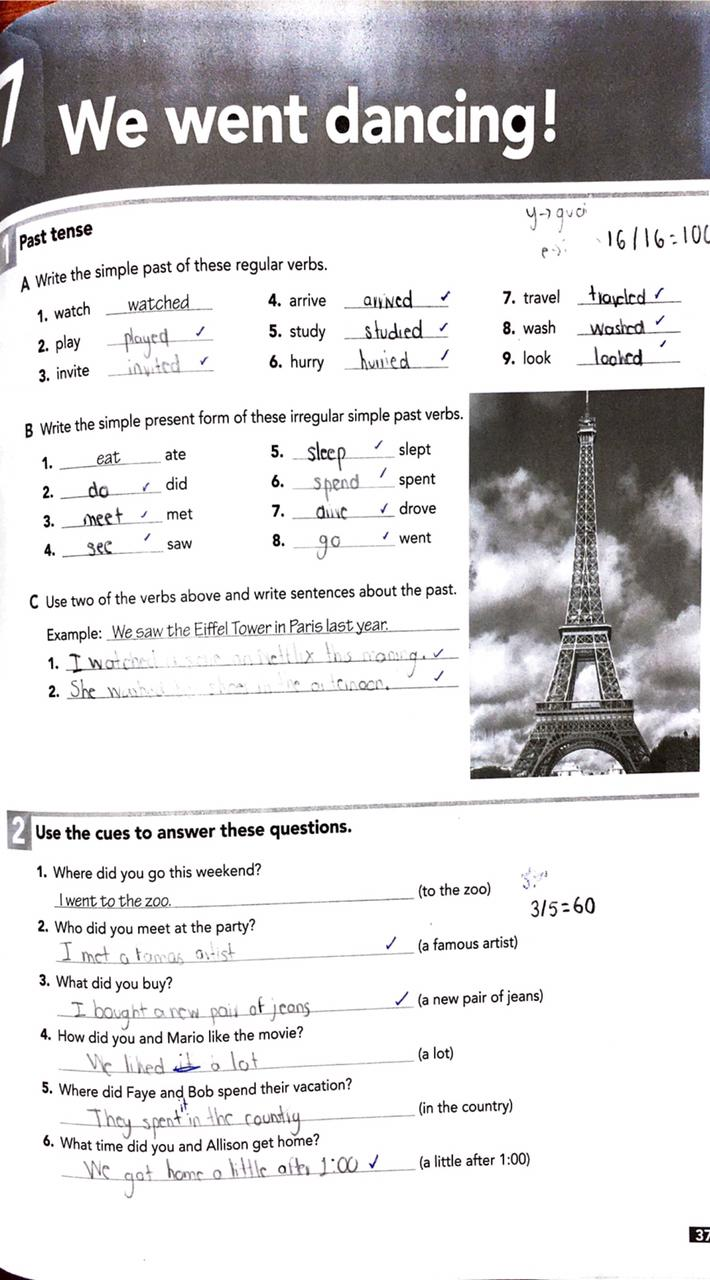 7 We went dancing!
16/16=100
1 Past tense
A Write the simple past of these regular verbs.
1. watch watched 4. arrive arrived ✓ 7. travel traveled ✓
2. play played ✓ 5. study studied ✓ 8. wash washed ✓
3. invite invited ✓ 6. hurry hurried ✓ 9. look looked ✓
B Write the simple present form of these irregular simple past verbs.
1. eat ate 5. sleep ✓ slept
2. do ✓ did 6. spend ✓ spent
3. meet ✓ met 7. drive ✓ drove
4. see ✓ saw 8. go ✓ went
C Use two of the verbs above and write sentences about the past.
Example: We saw the Eiffel Tower in Paris last year.
1. I watched a on Netflix this morning. ✓
2. She washed in the afternoon. ✓
2 Use the cues to answer these questions.
1. Where did you go this weekend?
I went to the zoo. (to the zoo)
3/5=60
2. Who did you meet at the party?
I met a famas artist ✓ (a famous artist)
3. What did you buy?
I bought a new pair of jeans ✓ (a new pair of jeans)
4. How did you and Mario like the movie?
We liked it a lot (a lot)
5. Where did Faye and Bob spend their vacation?
They spent it in the country (in the country)
6. What time did you and Allison get home?
We got home a little after 1:00 ✓ (a little after 1:00)
37